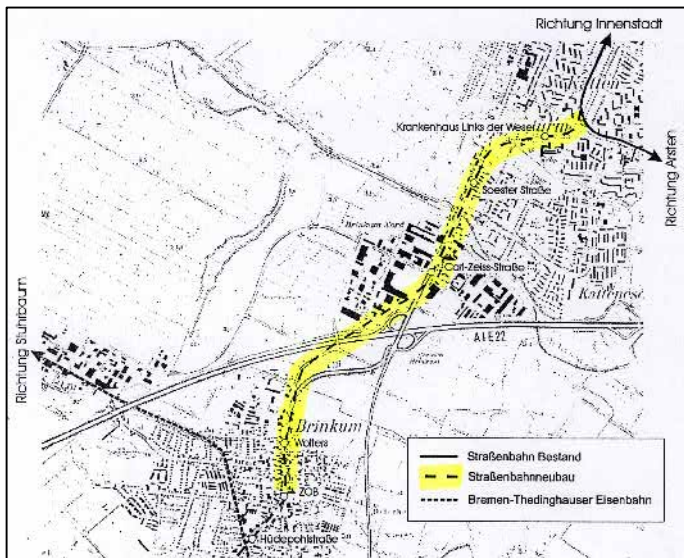 Richtung Innenstadt
Krankenhaus Links der Weser
Richtung Arsten
Soester Straße
Brinkum Nord
Carl-Zeiss-Straße
Kattenesch
Richtung Stuhrbaum
A1 E22
Brinkum
Wolters
ZOB
Hüdepohlstraße
Straßenbahn Bestand
Straßenbahnneubau
Bremen-Thedinghauser Eisenbahn